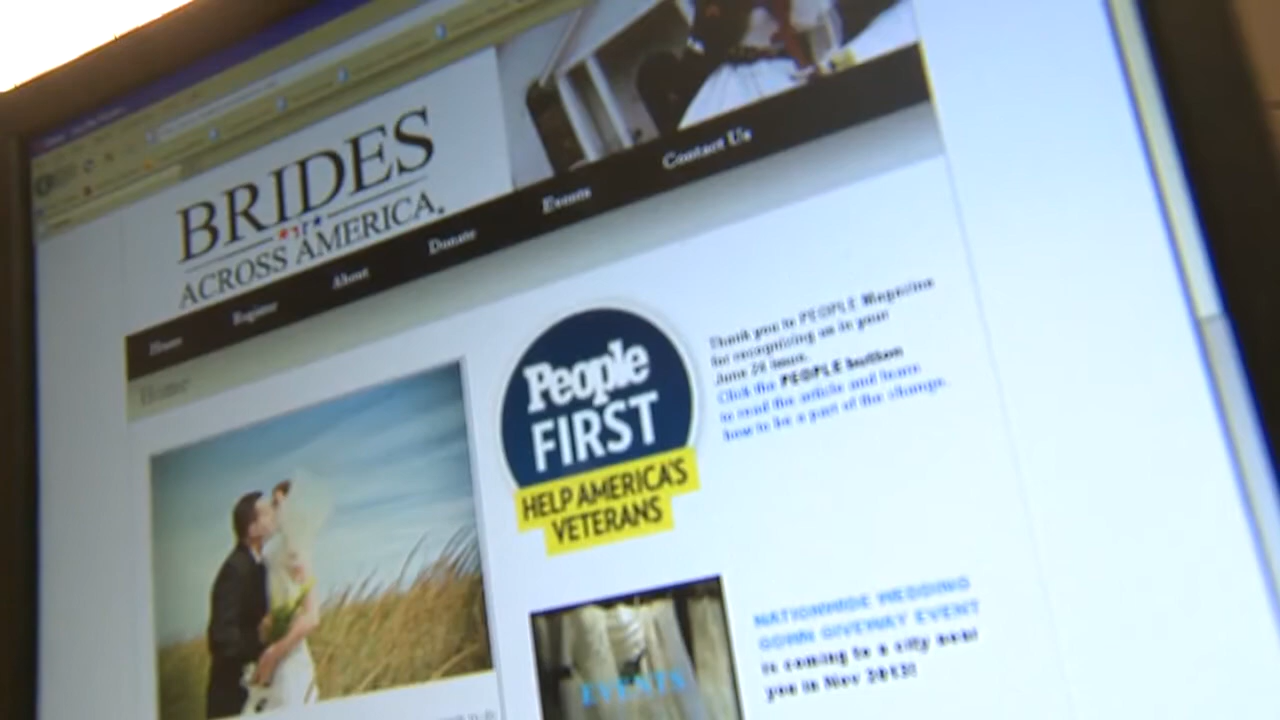 BRIDES
ACROSS AMERICA.
Home
Register
About
Donate
Events
Contact Us
Home
People
FIRST
HELP AMERICA'S
VETERANS
Thank you to PEOPLE Magazine
for recognizing us in your
June 24 issue.
Click the PEOPLE button
to read the article and learn
how to be a part of the change.
EVENTS
NATIONWIDE WEDDING
GOWN GIVEWAY EVENT
is coming to a city near
you in Nov 2013!